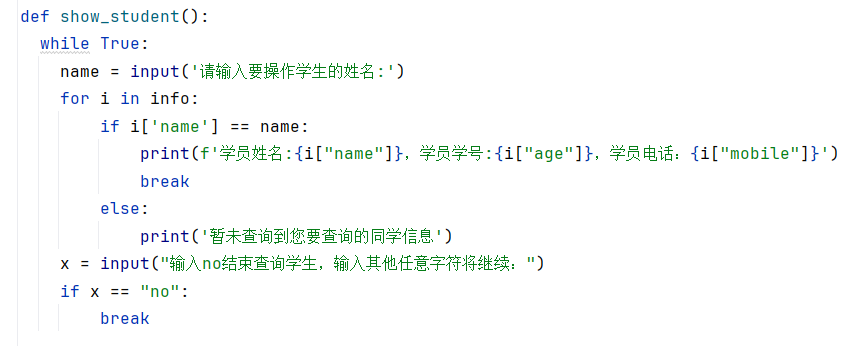 def show_student():
  while True:
    name = input('请输入要操作学生的姓名:')
    for i in info:
        if i['name'] == name:
            print(f'学员姓名:{i["name"]}, 学员学号:{i["age"]}, 学员电话: {i["mobile"]}')
            break
        else:
            print('暂未查询到您要查询的同学信息')
    x = input("输入no结束查询学生，输入其他任意字符将继续: ")
    if x == "no":
        break